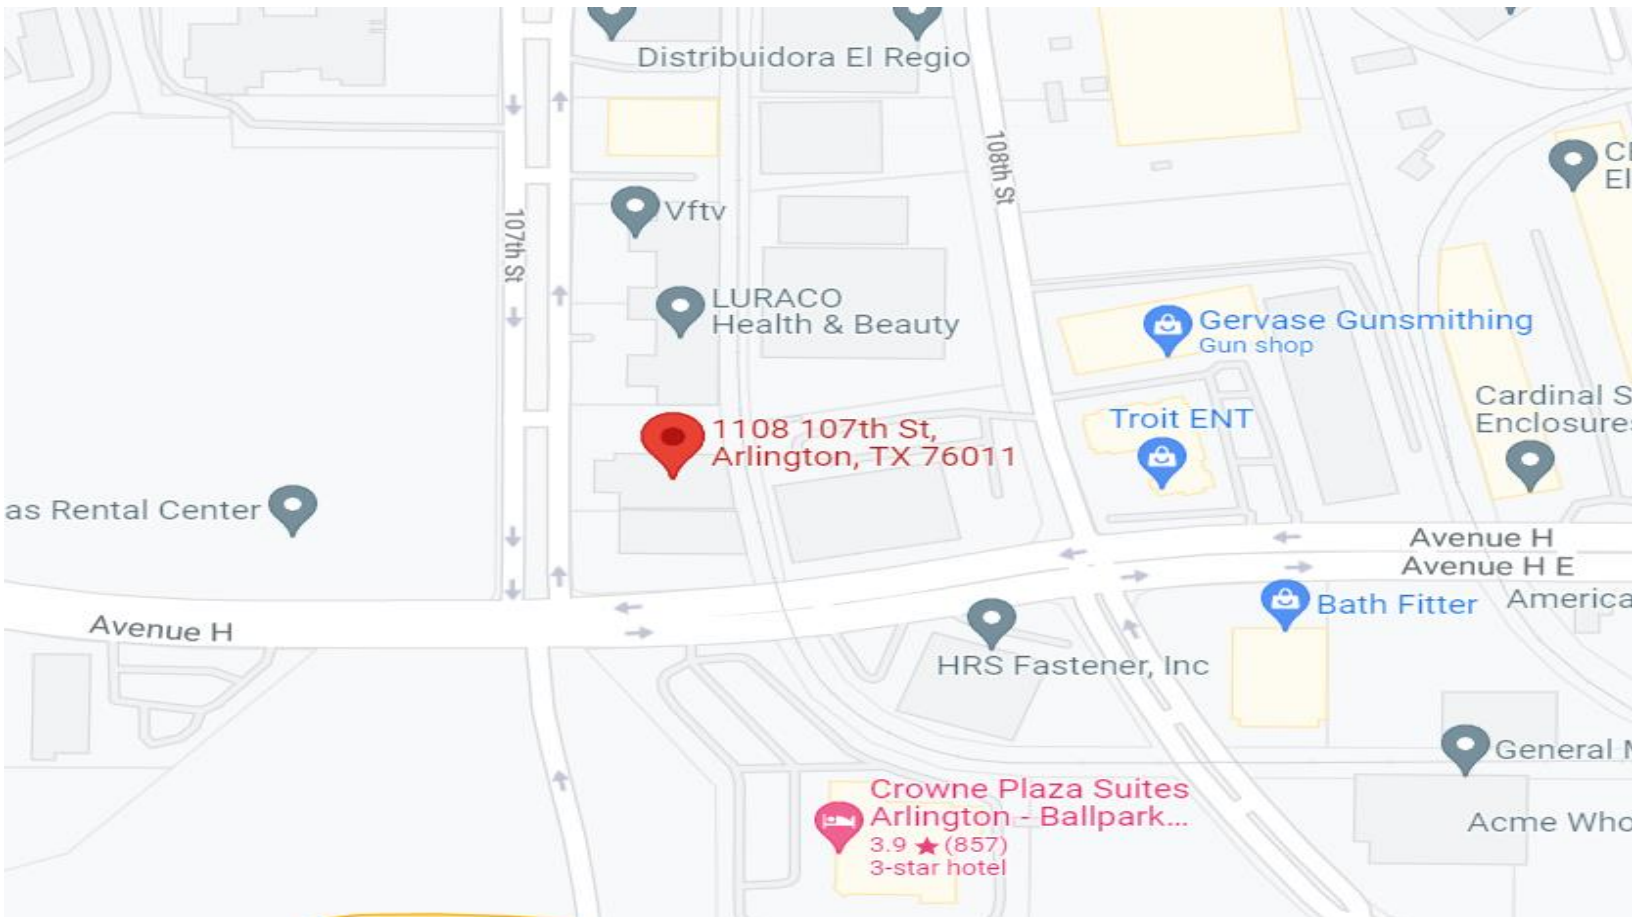 Distribuidora El Regio
108th St
Vftv
107th St
LURACO
Health & Beauty
Gervase Gunsmithing
Gun shop
Cardinal S
Enclosure
Troit ENT
1108 107th St,
Arlington, TX 76011
as Rental Center
Avenue H
Avenue H E
America
Bath Fitter
Avenue H
HRS Fastener, Inc
General
Crowne Plaza Suites
Arlington - Ballpark...
3.9 ★ (857)
3-star hotel
Acme Who